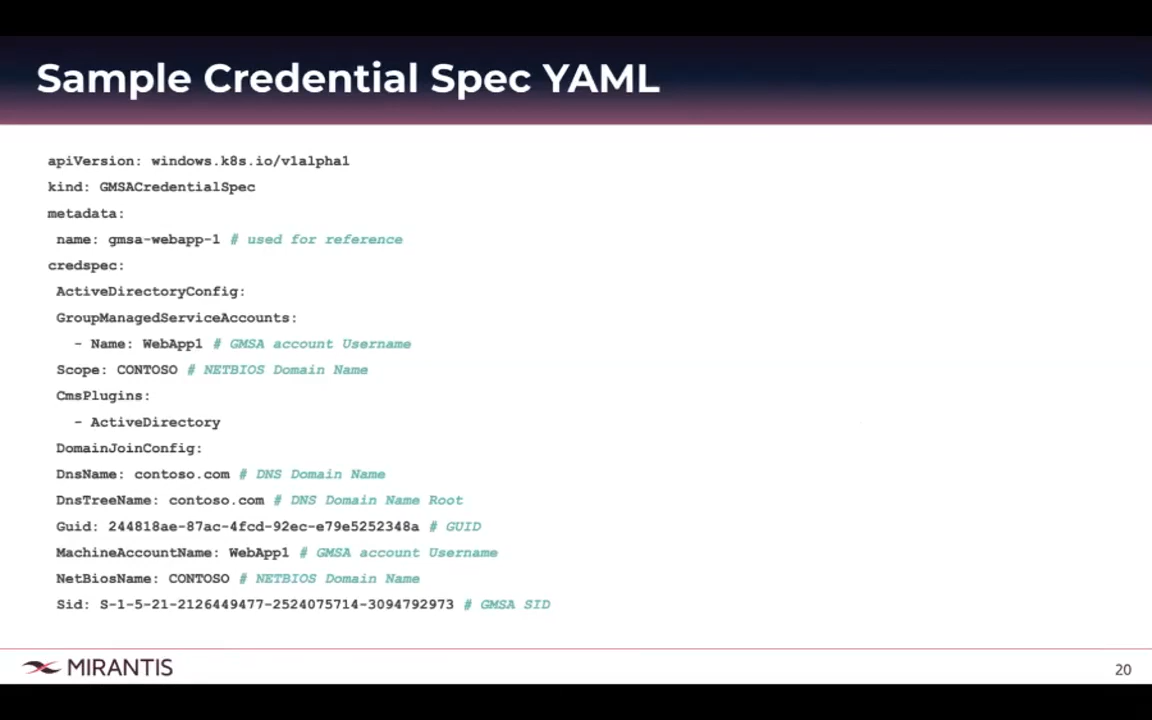 Sample Credential Spec YAML
apiVersion: windows.k8s.io/v1alpha1
kind: GMSACredentialSpec
metadata:
name: gmsa-webapp-1 # used for reference
credspec:
ActiveDirectoryConfig:
GroupManagedServiceAccounts:
- Name: WebApp1 # GMSA account Username
Scope: CONTOSO # NETBIOS Domain Name
CmsPlugins:
- ActiveDirectory
DomainJoinConfig:
DnsName: contoso.com # DNS Domain Name
DnsTreeName: contoso.com # DNS Domain Name Root
Guid: 244818ae-87ac-4fcd-92ec-e79e5252348a # GUID
MachineAccountName: WebApp1 # GMSA account Username
NetBiosName: CONTOSO # NETBIOS Domain Name
Sid: S-1-5-21-2126449477-2524075714-3094792973 # GMSA SID
MIRANTIS
20